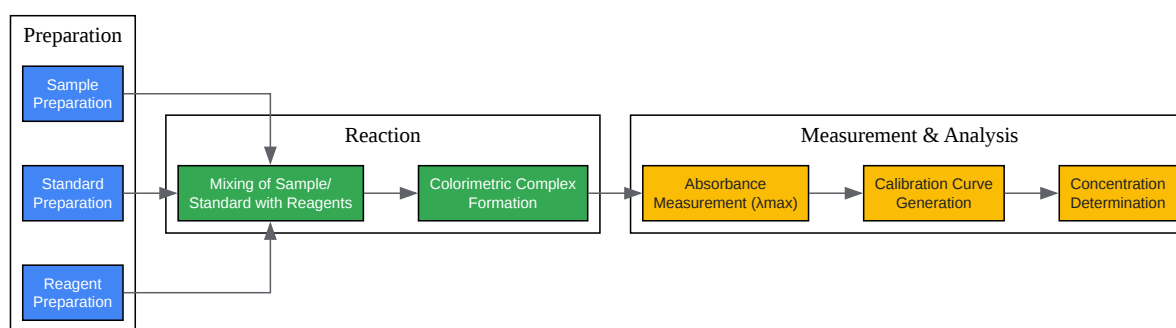 Preparation
Sample
Preparation
Standard
Preparation
Reagent
Preparation
Reaction
Mixing of Sample/
Standard with Reagents
Colorimetric Complex
Formation
Measurement & Analysis
Absorbance
Measurement (λmax)
Calibration Curve
Generation
Concentration
Determination